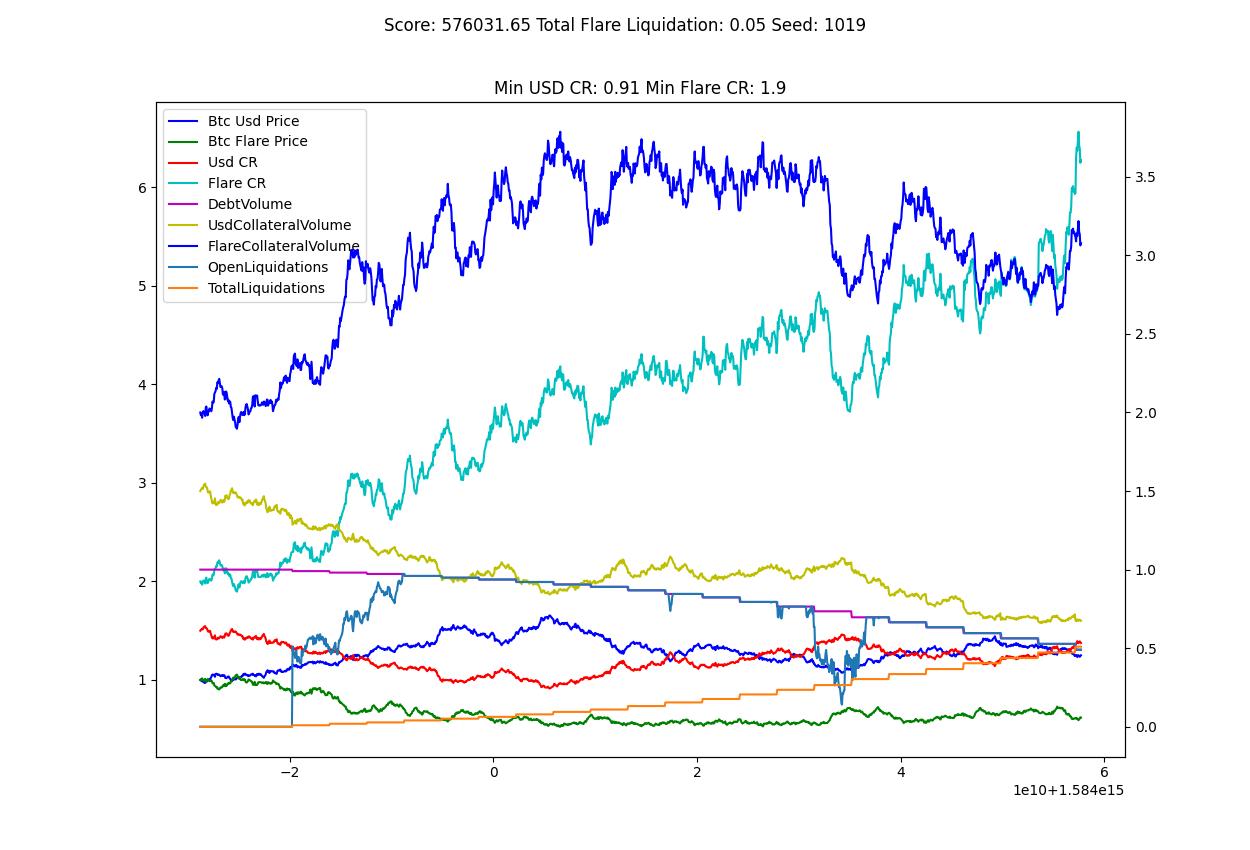 Score: 576031.65 Total Flare Liquidation: 0.05 Seed: 1019
Min USD CR: 0.91 Min Flare CR: 1.9
Btc Usd Price
Btc Flare Price
Usd CR
Flare CR
DebtVolume
UsdCollateralVolume
FlareCollateralVolume
OpenLiquidations
TotalLiquidations
6
5
4
3
2
1
3.5
3.0
2.5
2.0
1.5
1.0
0.5
0.0
−2 0 2 4 6
1e10+1.584e15